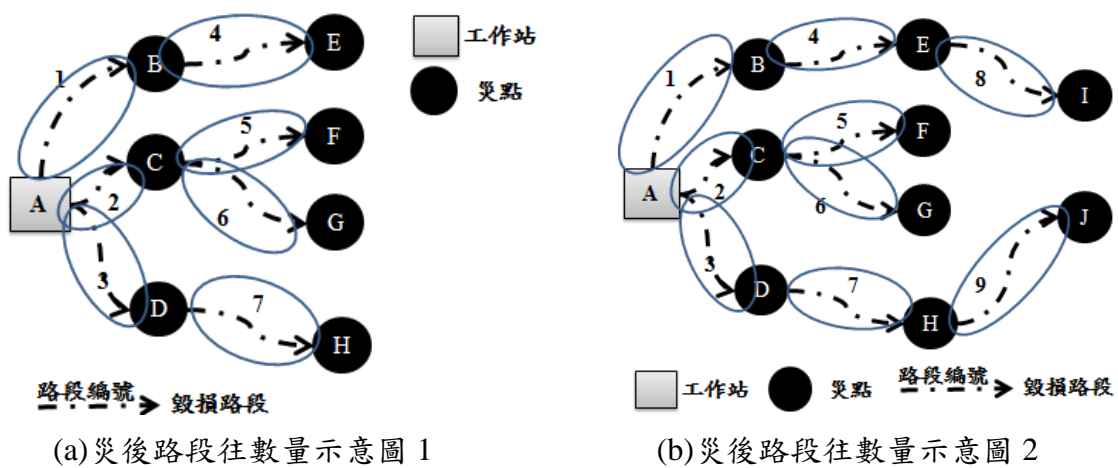 1
4
B
E
5
C
F
A
2
6
G
3
D
7
H
工作站
災點
路段編號
毀損路段
(a)災後路段往數量示意圖 1
1
4
B
E
8
I
5
C
F
A
2
6
G
3
D
7
H
9
J
工作站
災點
路段編號
毀損路段
(b)災後路段往數量示意圖 2